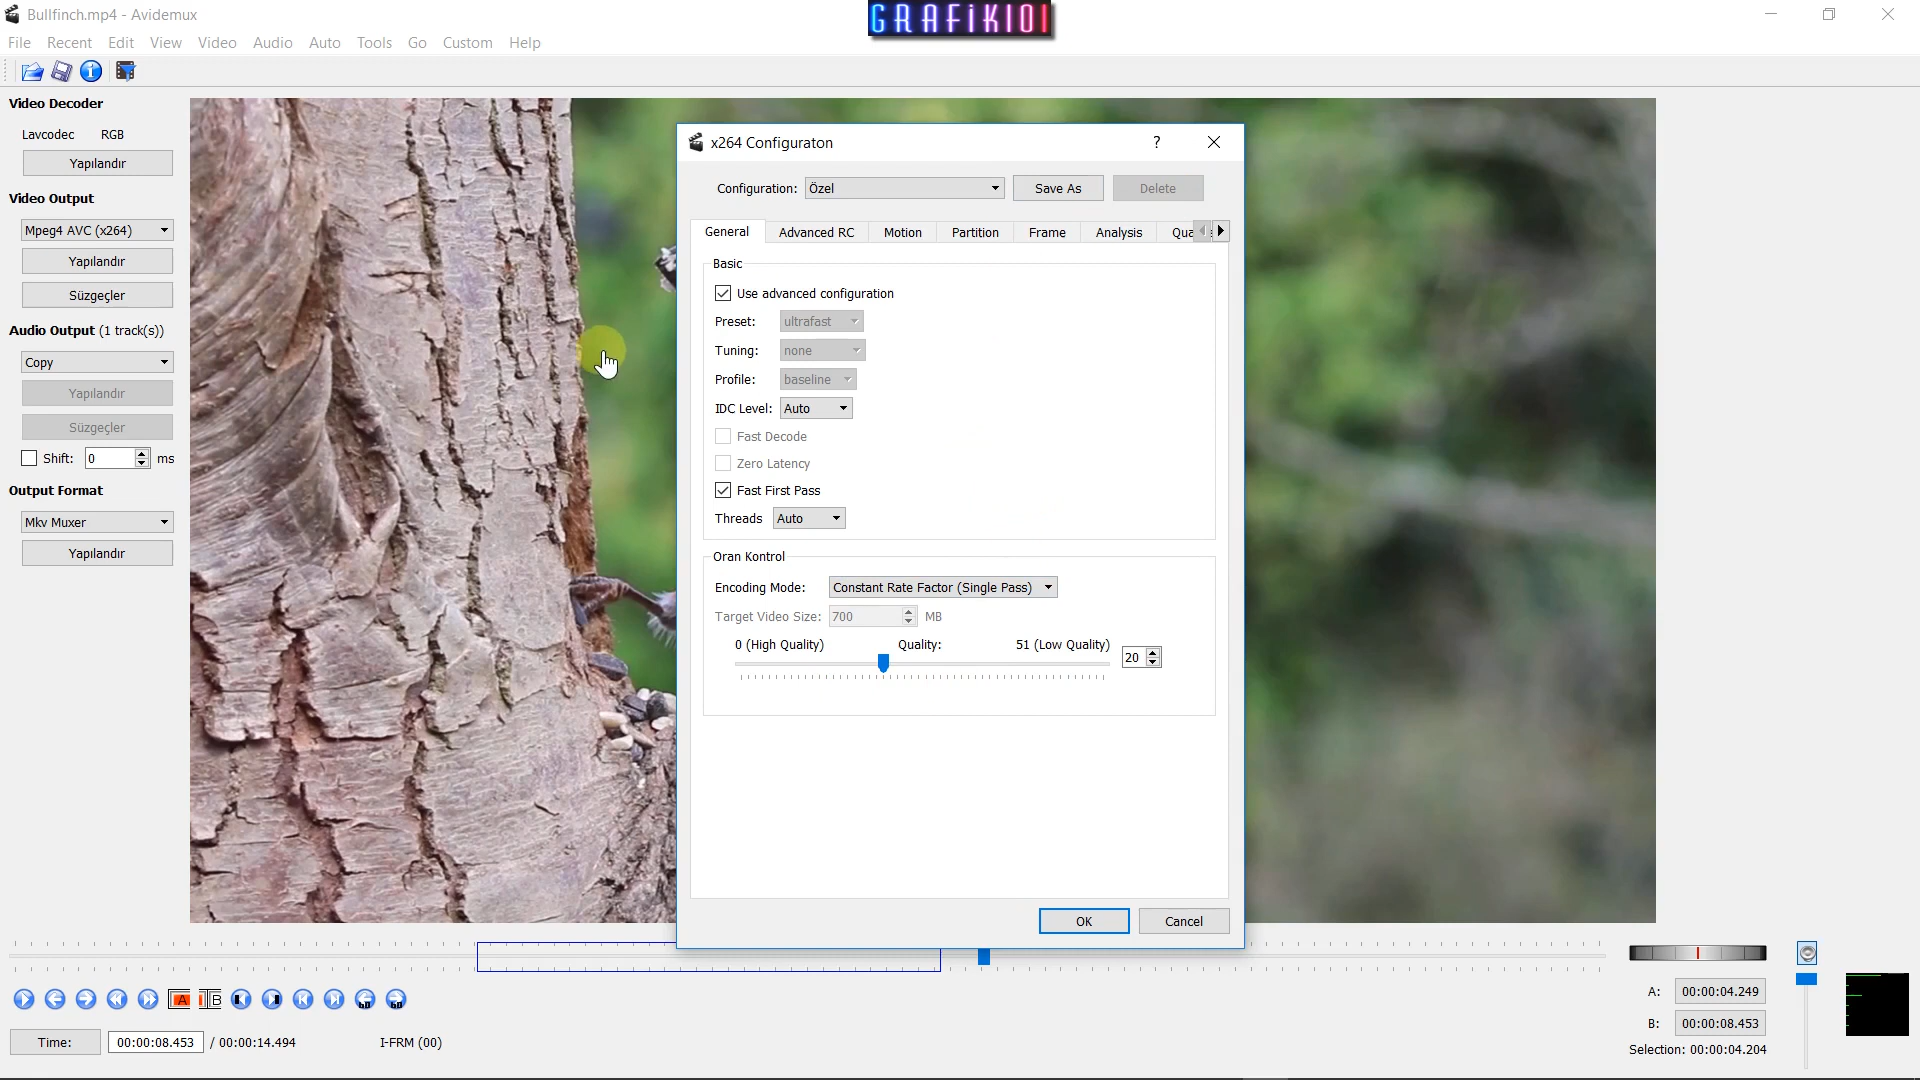 Bullfinch.mp4 - Avidemux
GRAFiK101
File Recent Edit View Video Audio Auto Tools Go Custom Help
Video Decoder
Lavcodec RGB
Yapılandır
Video Output
Mpeg4 AVC (x264)
Yapılandır
Süzgeçler
Audio Output (1 track(s))
Copy
Yapılandır
Süzgeçler
Shift: 0 ms
Output Format
Mkv Muxer
Yapılandır
x264 Configuraton ?
Configuration: Özel Save As Delete
General Advanced RC Motion Partition Frame Analysis Qua
Basic
Use advanced configuration
Preset: ultrafast
Tuning: none
Profile: baseline
IDC Level: Auto
Fast Decode
Zero Latency
Fast First Pass
Threads Auto
Oran Kontrol
Encoding Mode: Constant Rate Factor (Single Pass)
Target Video Size: 700 MB
0 (High Quality) Quality: 51 (Low Quality) 20
OK Cancel
A B 60 60
A: 00:00:04.249
B: 00:00:08.453
Time: 00:00:08.453 / 00:00:14.494 I-FRM (00)
Selection: 00:00:04.204